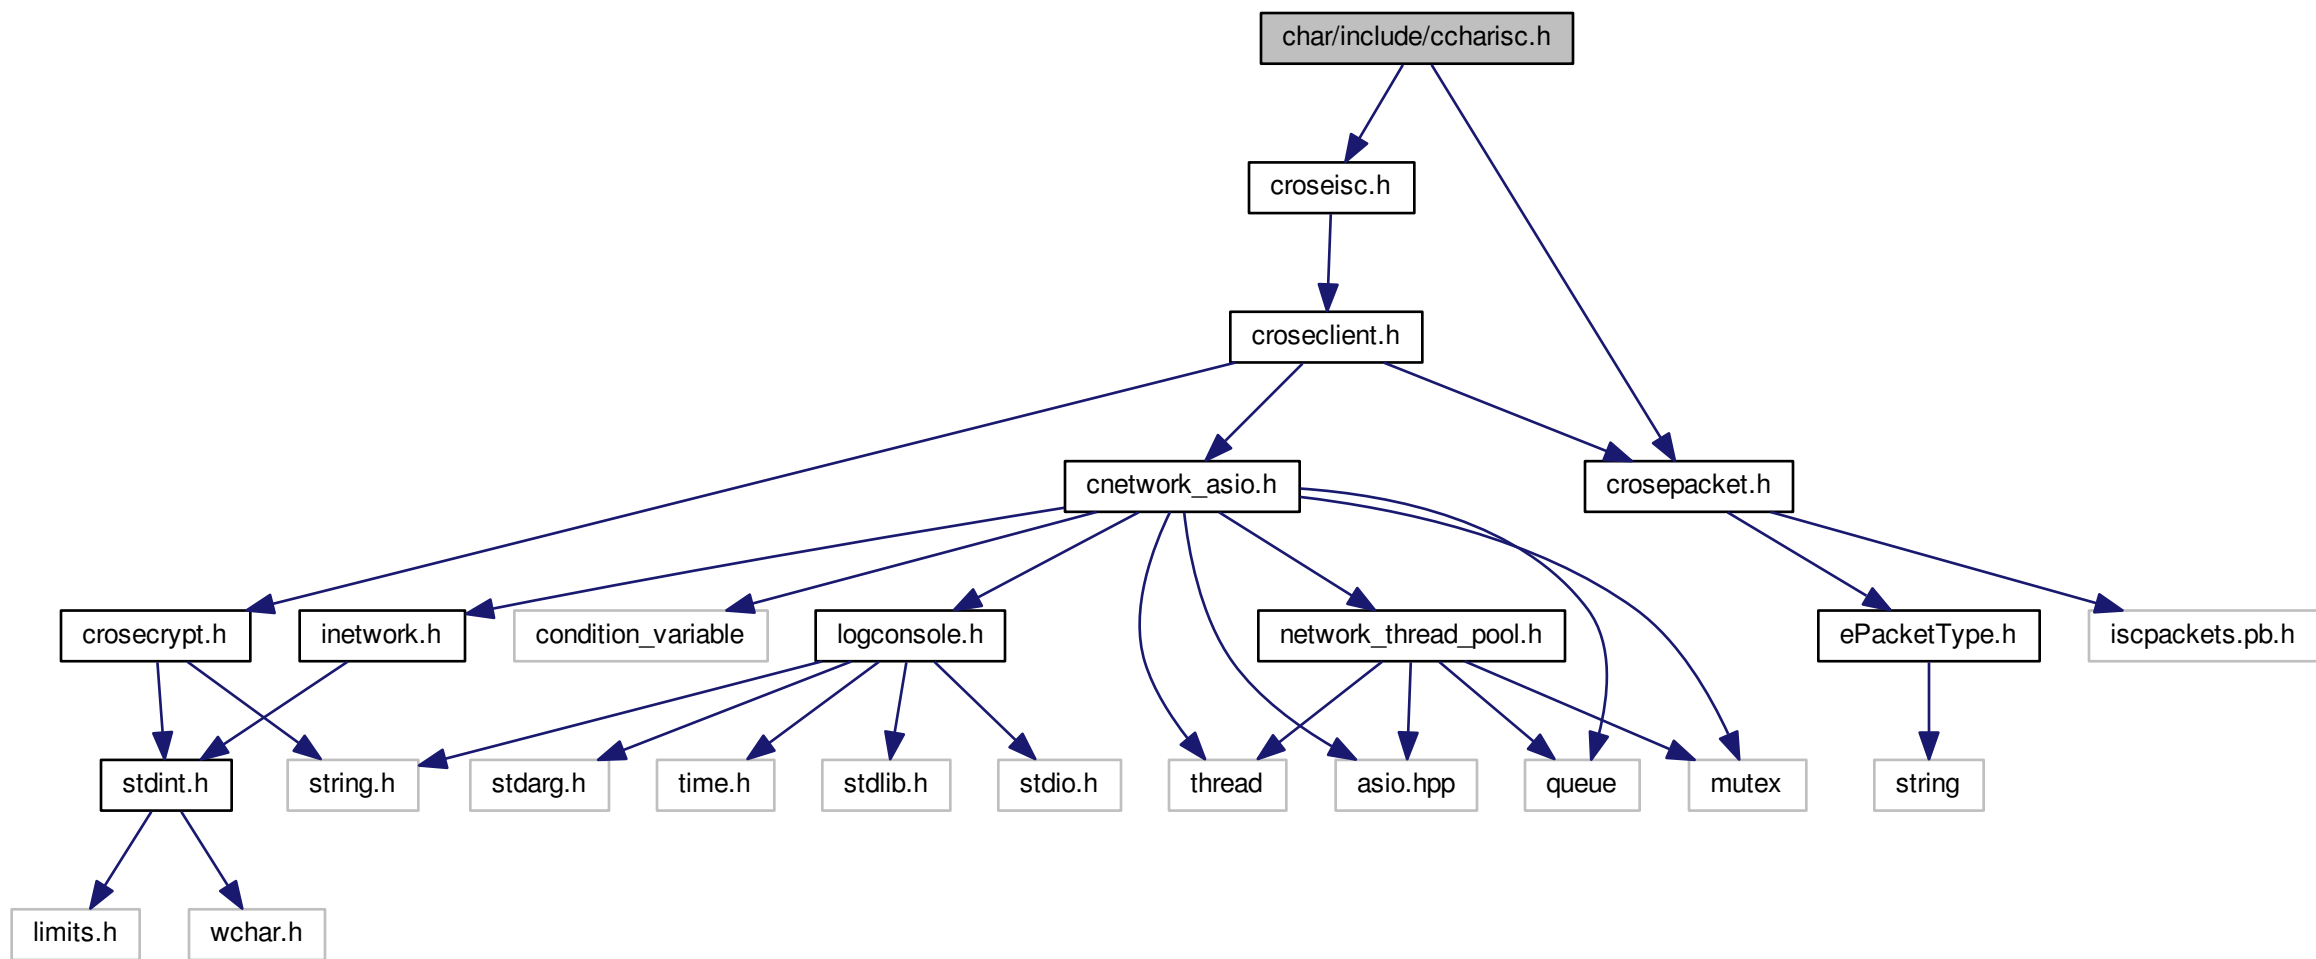 char/include/ccharisc.h
croseisc.h
croseclient.h
cnetwork_asio.h
crosepacket.h
crosecrypt.h
inetwork.h
condition_variable
logconsole.h
network_thread_pool.h
ePacketType.h
iscpackets.pb.h
stdint.h
string.h
stdarg.h
time.h
stdlib.h
stdio.h
thread
asio.hpp
queue
mutex
string
limits.h
wchar.h